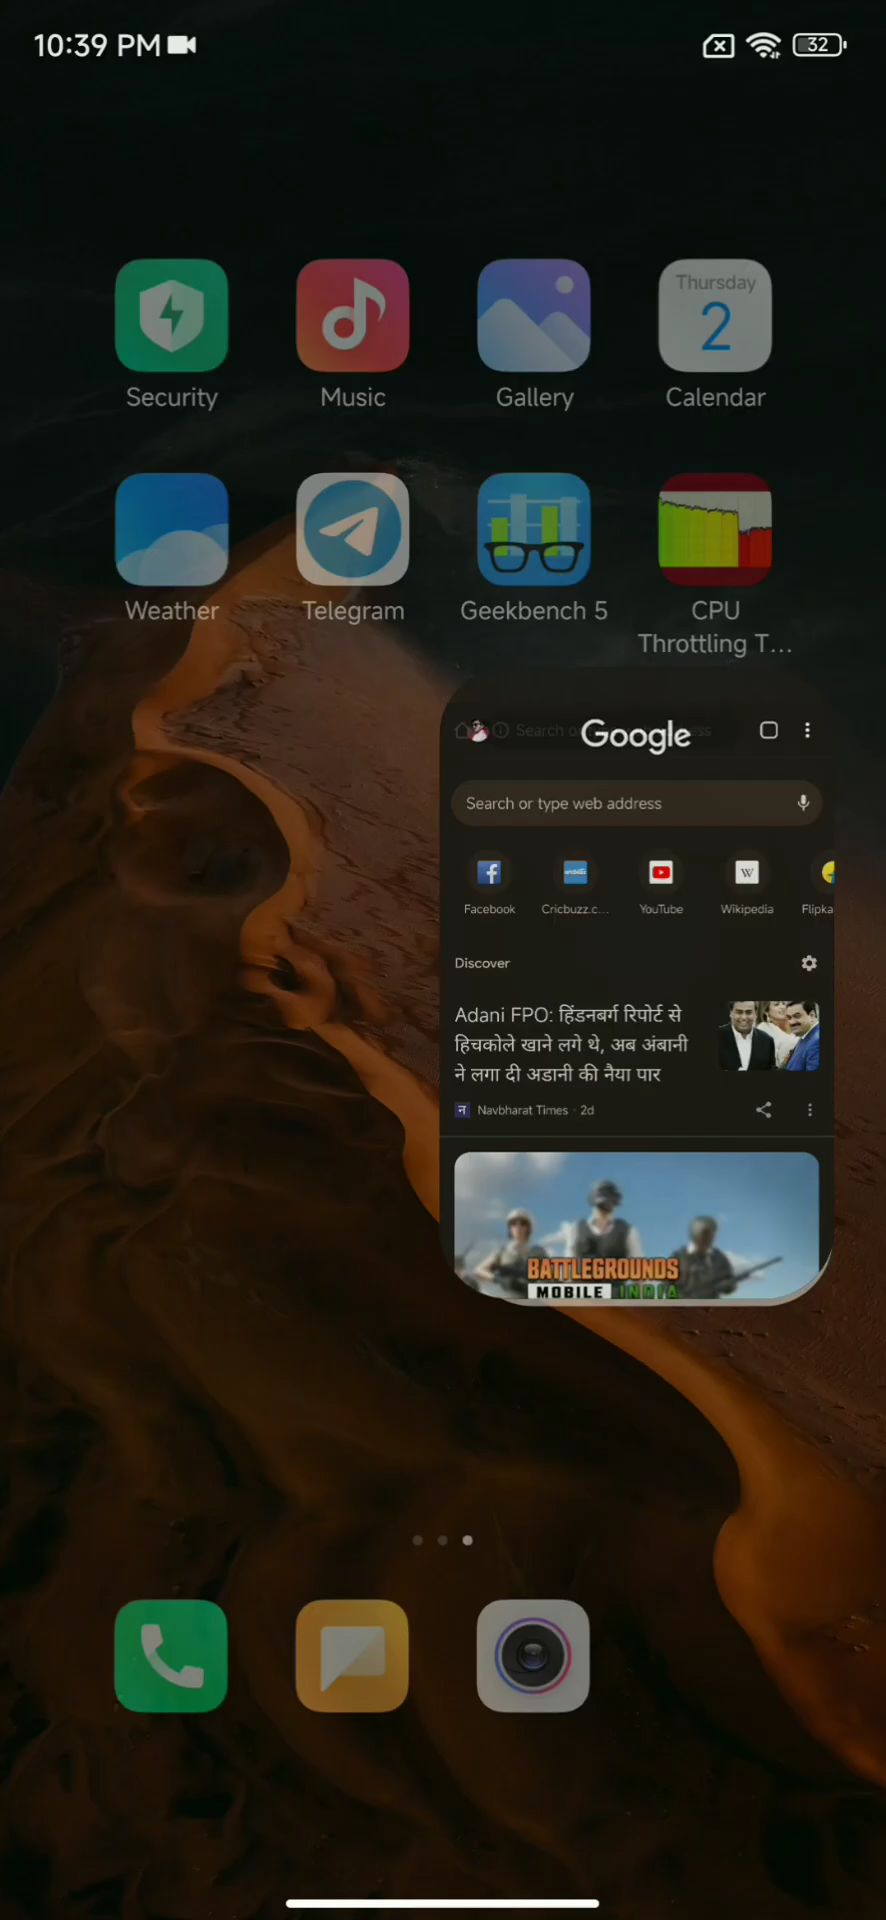 10:39 PM
32
Thursday
2
Security
Music
Gallery
Calendar
Weather
Telegram
Geekbench 5
CPU
Throttling T...
Google
Search or type web address
Facebook
Cricbuzz.c...
YouTube
W
Wikipedia
Flipka
Discover
Adani FPO: हिंडनबर्ग रिपोर्ट से
हिचकोले खाने लगे थे, अब अंबानी
ने लगा दी अडानी की नैया पार
न Navbharat Times · 2d
BATTLEGROUNDS
MOBILE INDIA